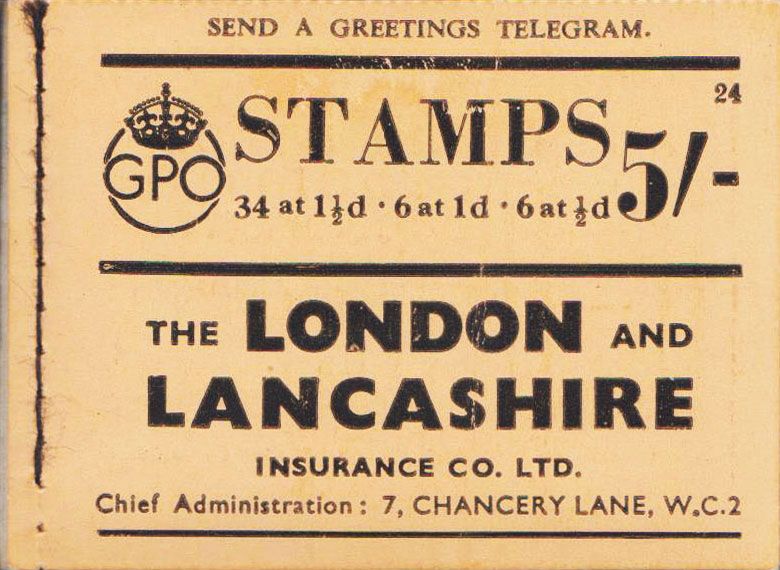 SEND A GREETINGS TELEGRAM.
24
GPO
STAMPS 5/-
34 at 1½d · 6 at 1d · 6 at ½d
THE LONDON AND
LANCASHIRE
INSURANCE CO. LTD.
Chief Administration: 7, CHANCERY LANE, W.C.2